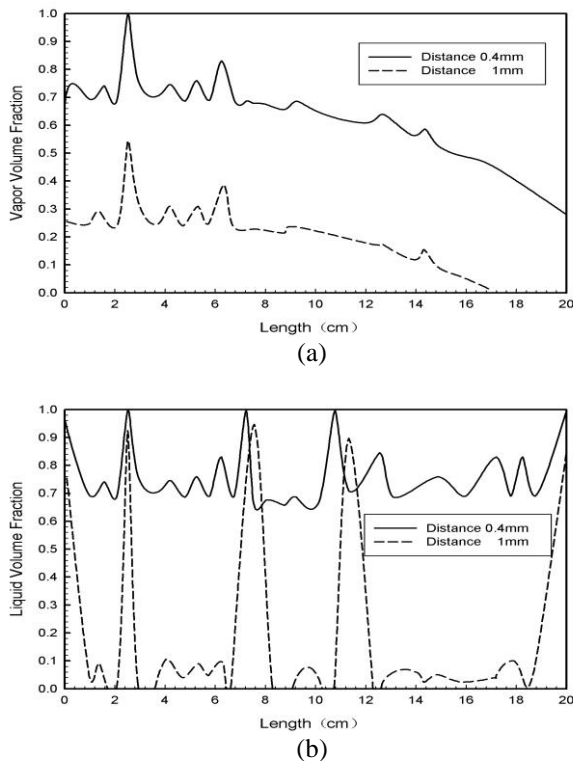 1.0
0.9
0.8
0.7
0.6
0.5
0.4
0.3
0.2
0.1
0.0
Vapor Volume Fraction
Distance 0.4mm
Distance 1mm
0 2 4 6 8 10 12 14 16 18 20
Length (cm)
(a)
1.0
0.9
0.8
0.7
0.6
0.5
0.4
0.3
0.2
0.1
0.0
Liquid Volume Fraction
Distance 0.4mm
Distance 1mm
0 2 4 6 8 10 12 14 16 18 20
Length (cm)
(b)